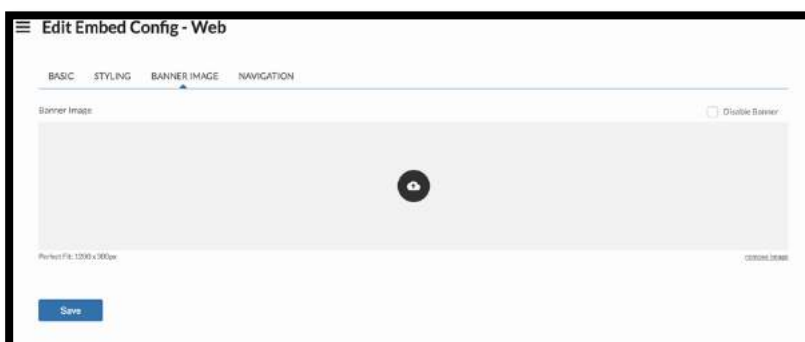 Edit Embed Config - Web
BASIC STYLING BANNER IMAGE NAVIGATION
Banner Image
Disable Banner
Perfect Fit: 1200 x 300px
Save